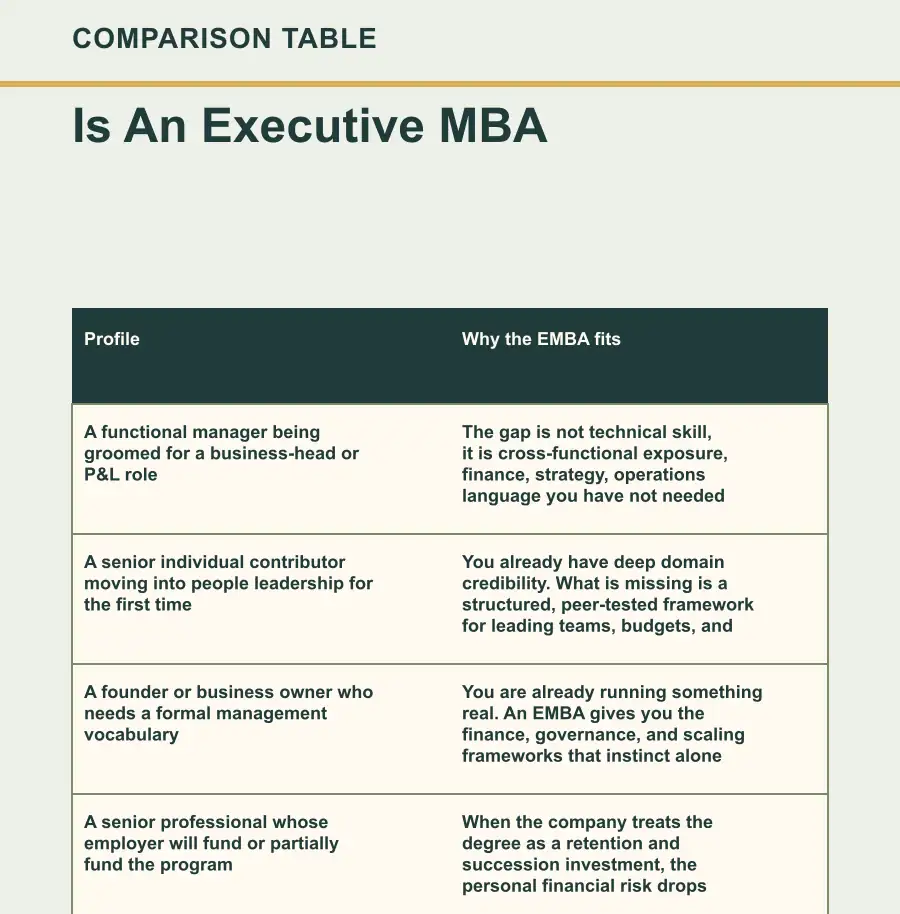 COMPARISON TABLE
Is An Executive MBA
Profile
Why the EMBA fits
A functional manager being
groomed for a business-head or
P&L role
The gap is not technical skill,
it is cross-functional exposure,
finance, strategy, operations
language you have not needed
A senior individual contributor
moving into people leadership for
the first time
You already have deep domain
credibility. What is missing is a
structured, peer-tested framework
for leading teams, budgets, and
A founder or business owner who
needs a formal management
vocabulary
You are already running something
real. An EMBA gives you the
finance, governance, and scaling
frameworks that instinct alone
A senior professional whose
employer will fund or partially
fund the program
When the company treats the
degree as a retention and
succession investment, the
personal financial risk drops